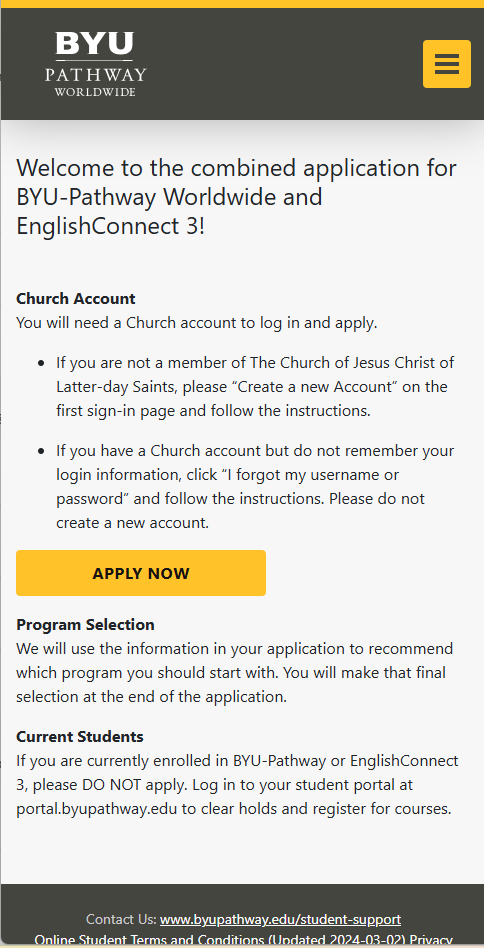 BYU
PATHWAY
WORLDWIDE
Welcome to the combined application for
BYU-Pathway Worldwide and
EnglishConnect 3!
Church Account
You will need a Church account to log in and apply.
• If you are not a member of The Church of Jesus Christ of
Latter-day Saints, please “Create a new Account” on the
first sign-in page and follow the instructions.
• If you have a Church account but do not remember your
login information, click “I forgot my username or
password” and follow the instructions. Please do not
create a new account.
APPLY NOW
Program Selection
We will use the information in your application to recommend
which program you should start with. You will make that final
selection at the end of the application.
Current Students
If you are currently enrolled in BYU-Pathway or EnglishConnect
3, please DO NOT apply. Log in to your student portal at
portal.byupathway.edu to clear holds and register for courses.
Contact Us: www.byupathway.edu/student-support
Online Student Terms and Conditions (Updated 2024-03-02) Privacy